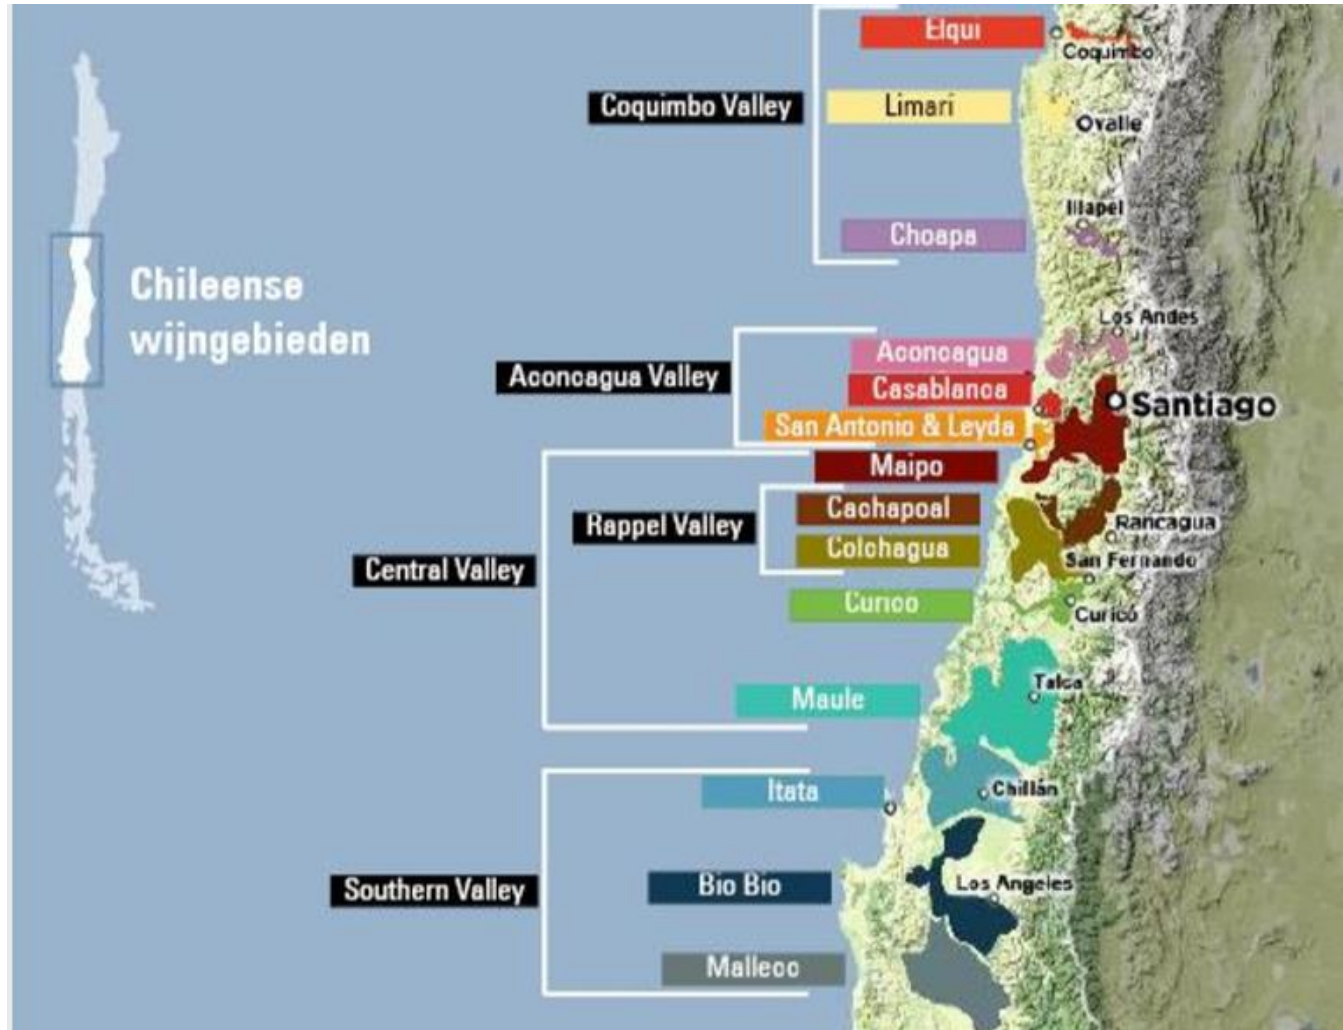 Elqui
Coquimbo
Coquimbo Valley
Limarí
Ovalle
Illapel
Choapa
Chileense
wijngebieden
Los Andes
Aconcagua
Aconcagua Valley
Casablanca
Santiago
San Antonio & Leyda
Maipo
Cachapoal
Rappel Valley
Rancagua
Colchagua
San Fernando
Central Valley
Curicó
Curicó
Talca
Maule
Itata
Chillán
Bio Bio
Los Angeles
Southern Valley
Malleco